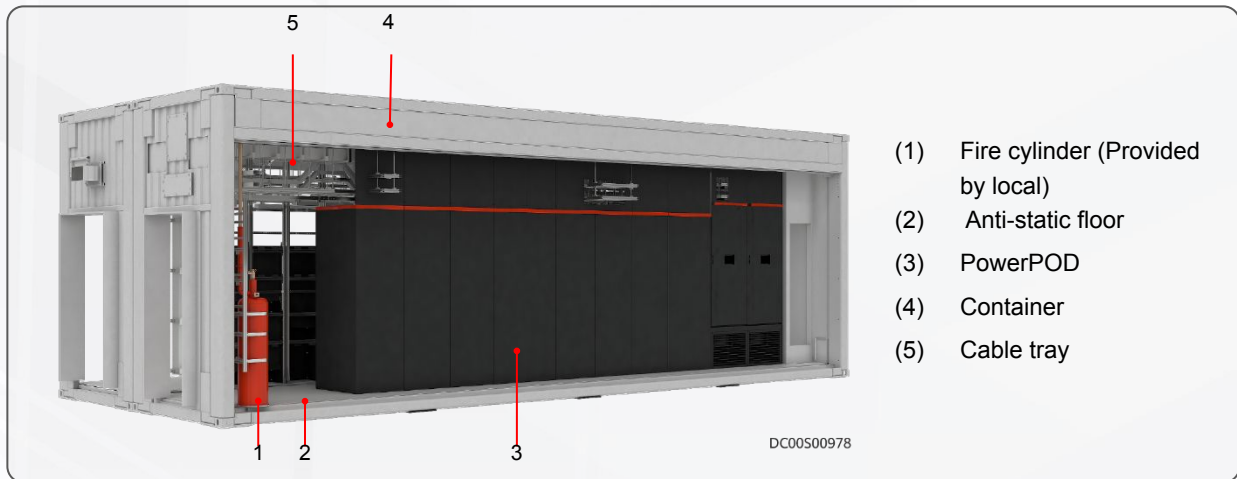 5
4
(1) Fire cylinder (Provided
by local)
(2) Anti-static floor
(3) PowerPOD
(4) Container
(5) Cable tray
DC00S00978
1
2
3